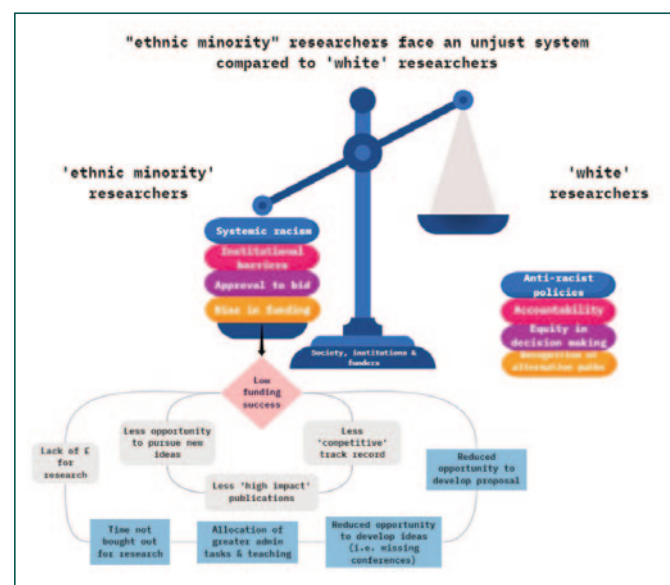 "ethnic minority" researchers face an unjust system
compared to 'white' researchers
'ethnic minority'
researchers
'white'
researchers
Systemic racism
Institutional
barriers
Approval to bid
Bias in funding
Anti-racist
policies
Accountability
Equity in
decision making
Recognition of
alternative paths
Society, institutions &
funders
Low
funding
success
Less opportunity
to pursue new
ideas
Less
'competitive'
track record
Lack of £
for
research
Less 'high impact'
publications
Reduced
opportunity to
develop proposal
Time not
bought out
for research
Allocation of
greater admin
tasks & teaching
Reduced opportunity
to develop ideas
(i.e. missing
conferences)